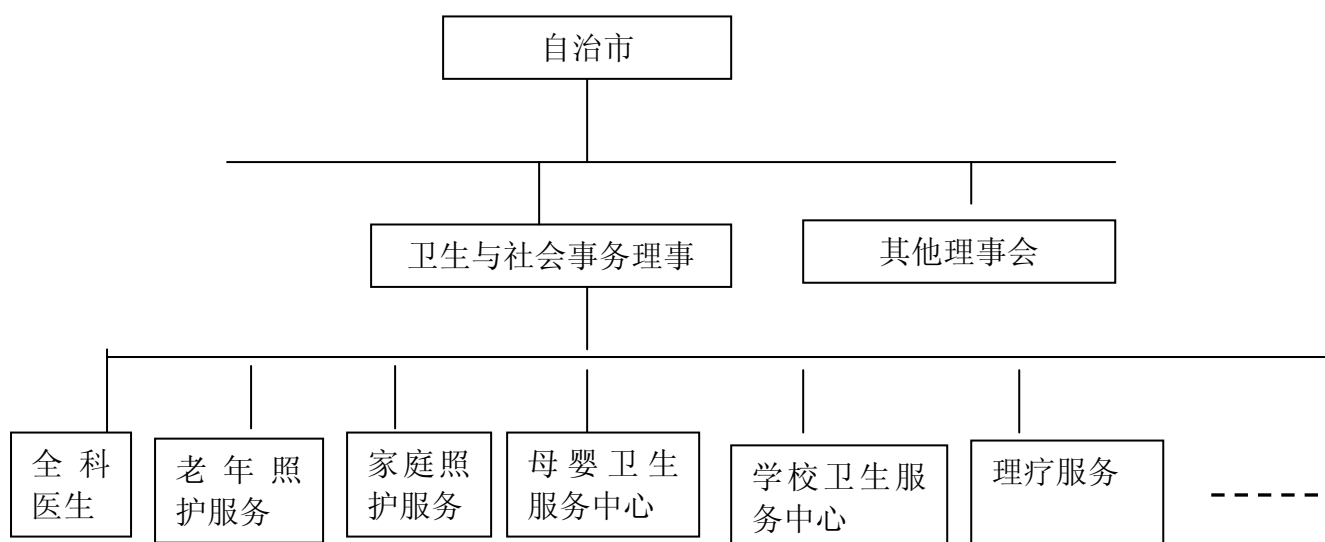 自治市
卫生与社会事务理事
其他理事会
全科
医生
老年照
护服务
家庭照
护服务
母婴卫生
服务中心
学校卫生服
务中心
理疗服务